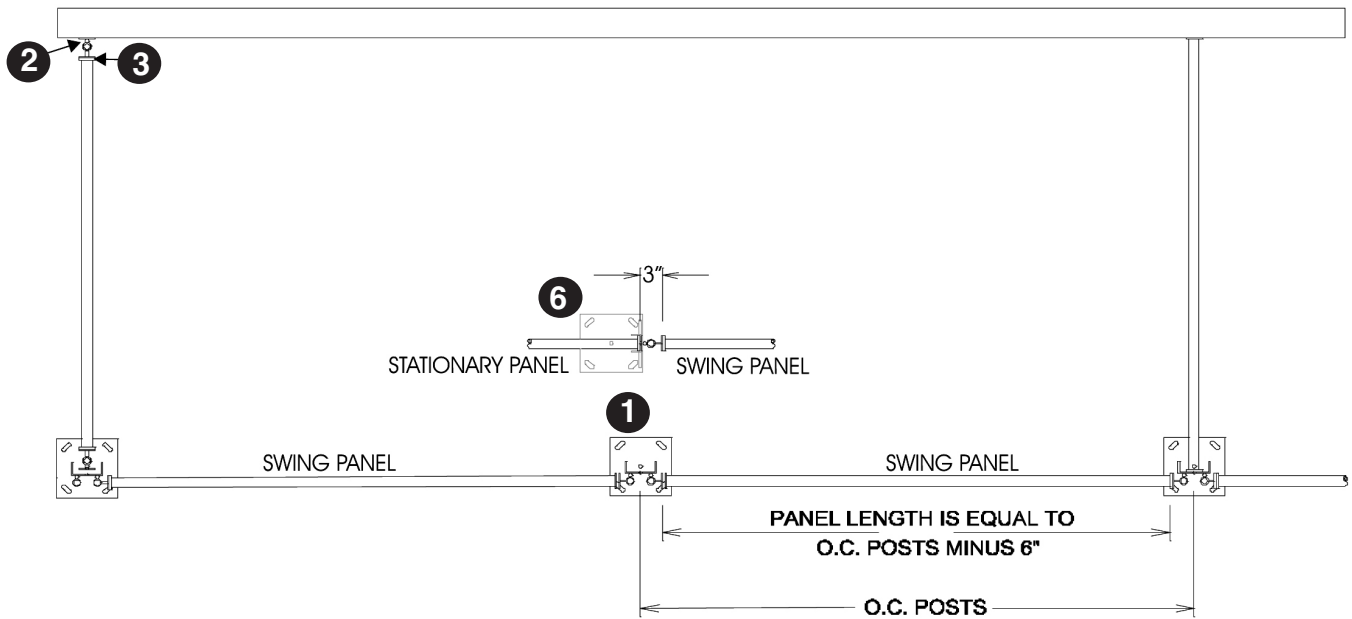 2
3
3"
6
STATIONARY PANEL
SWING PANEL
1
SWING PANEL
SWING PANEL
PANEL LENGTH IS EQUAL TO
O.C. POSTS MINUS 6"
O.C. POSTS